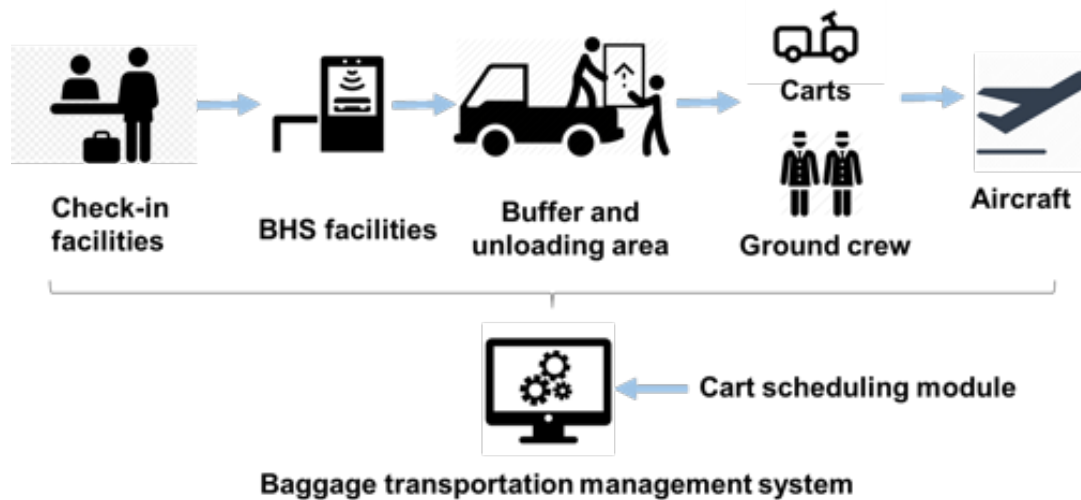 Check-in
facilities
BHS facilities
Buffer and
unloading area
Carts
Ground crew
Aircraft
Cart scheduling module
Baggage transportation management system